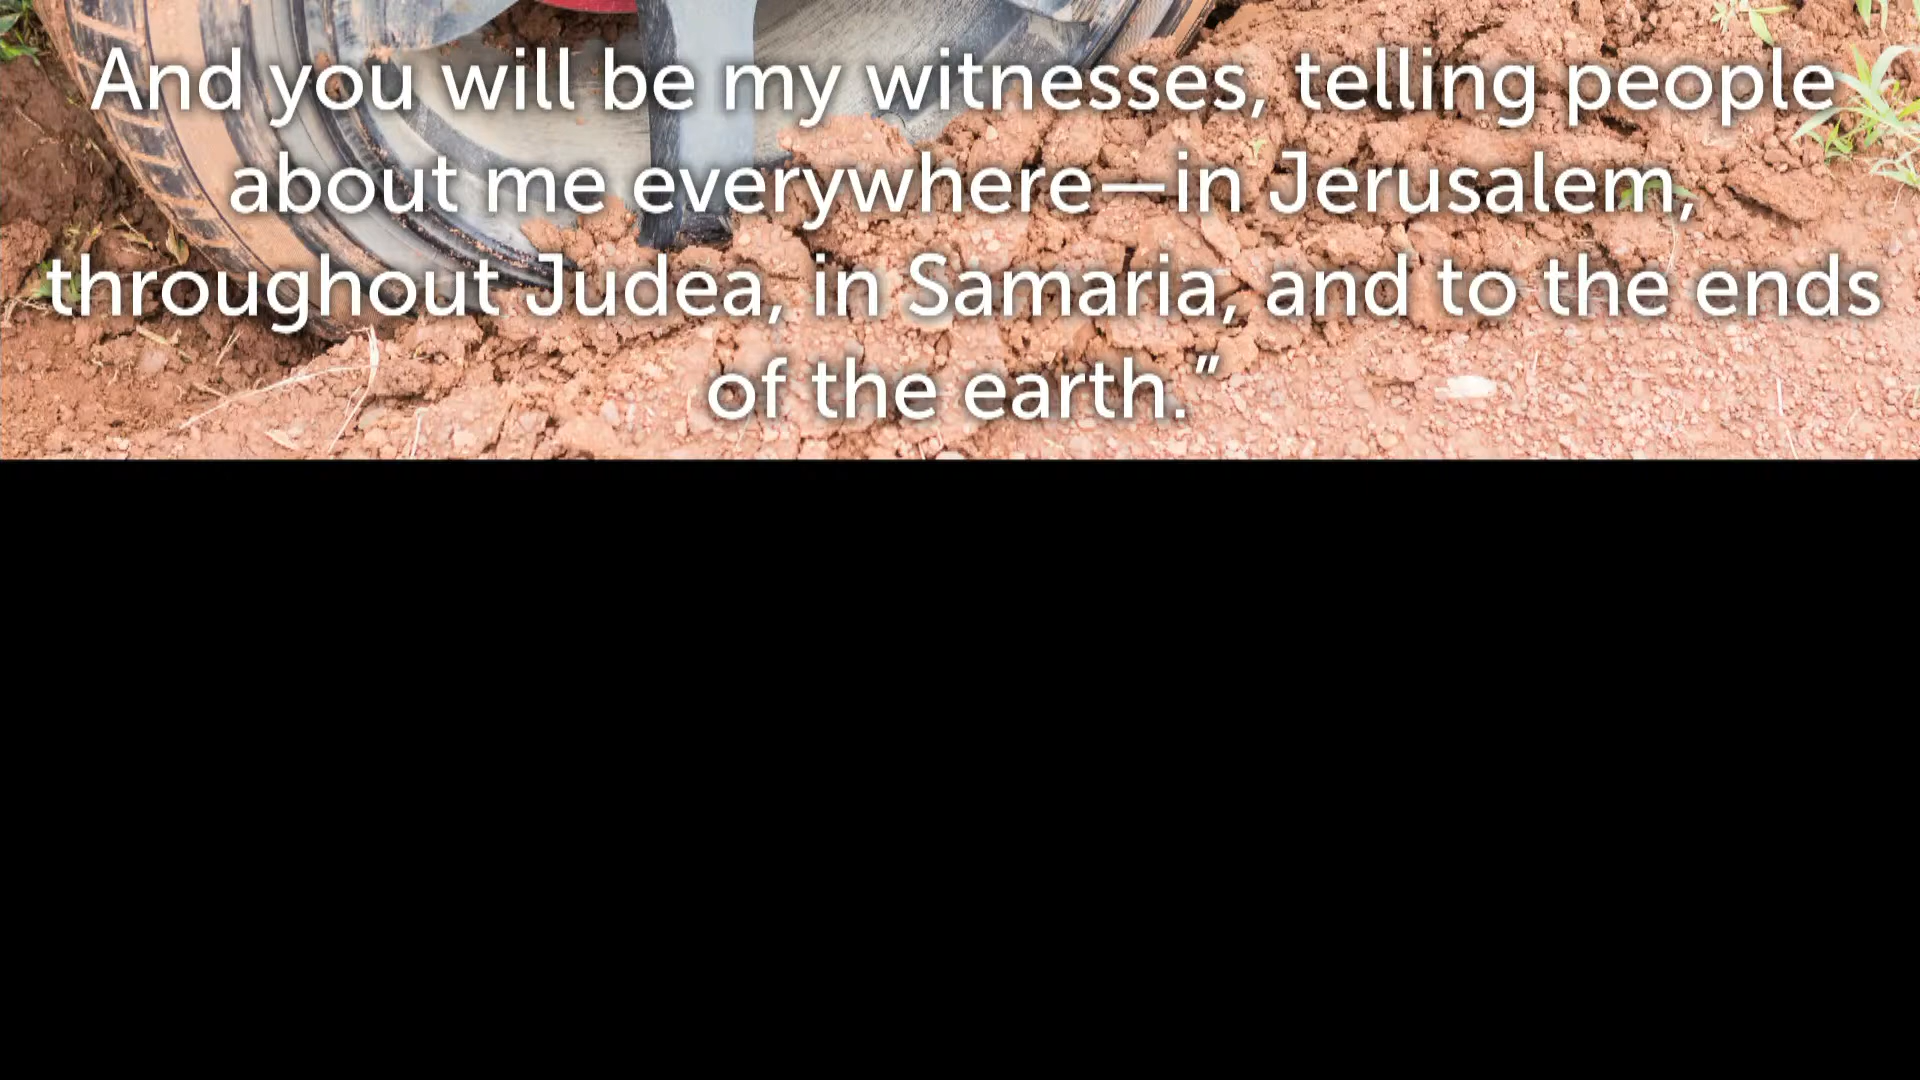 And you will be my witnesses, telling people
about me everywhere—in Jerusalem,
throughout Judea, in Samaria, and to the ends
of the earth.”